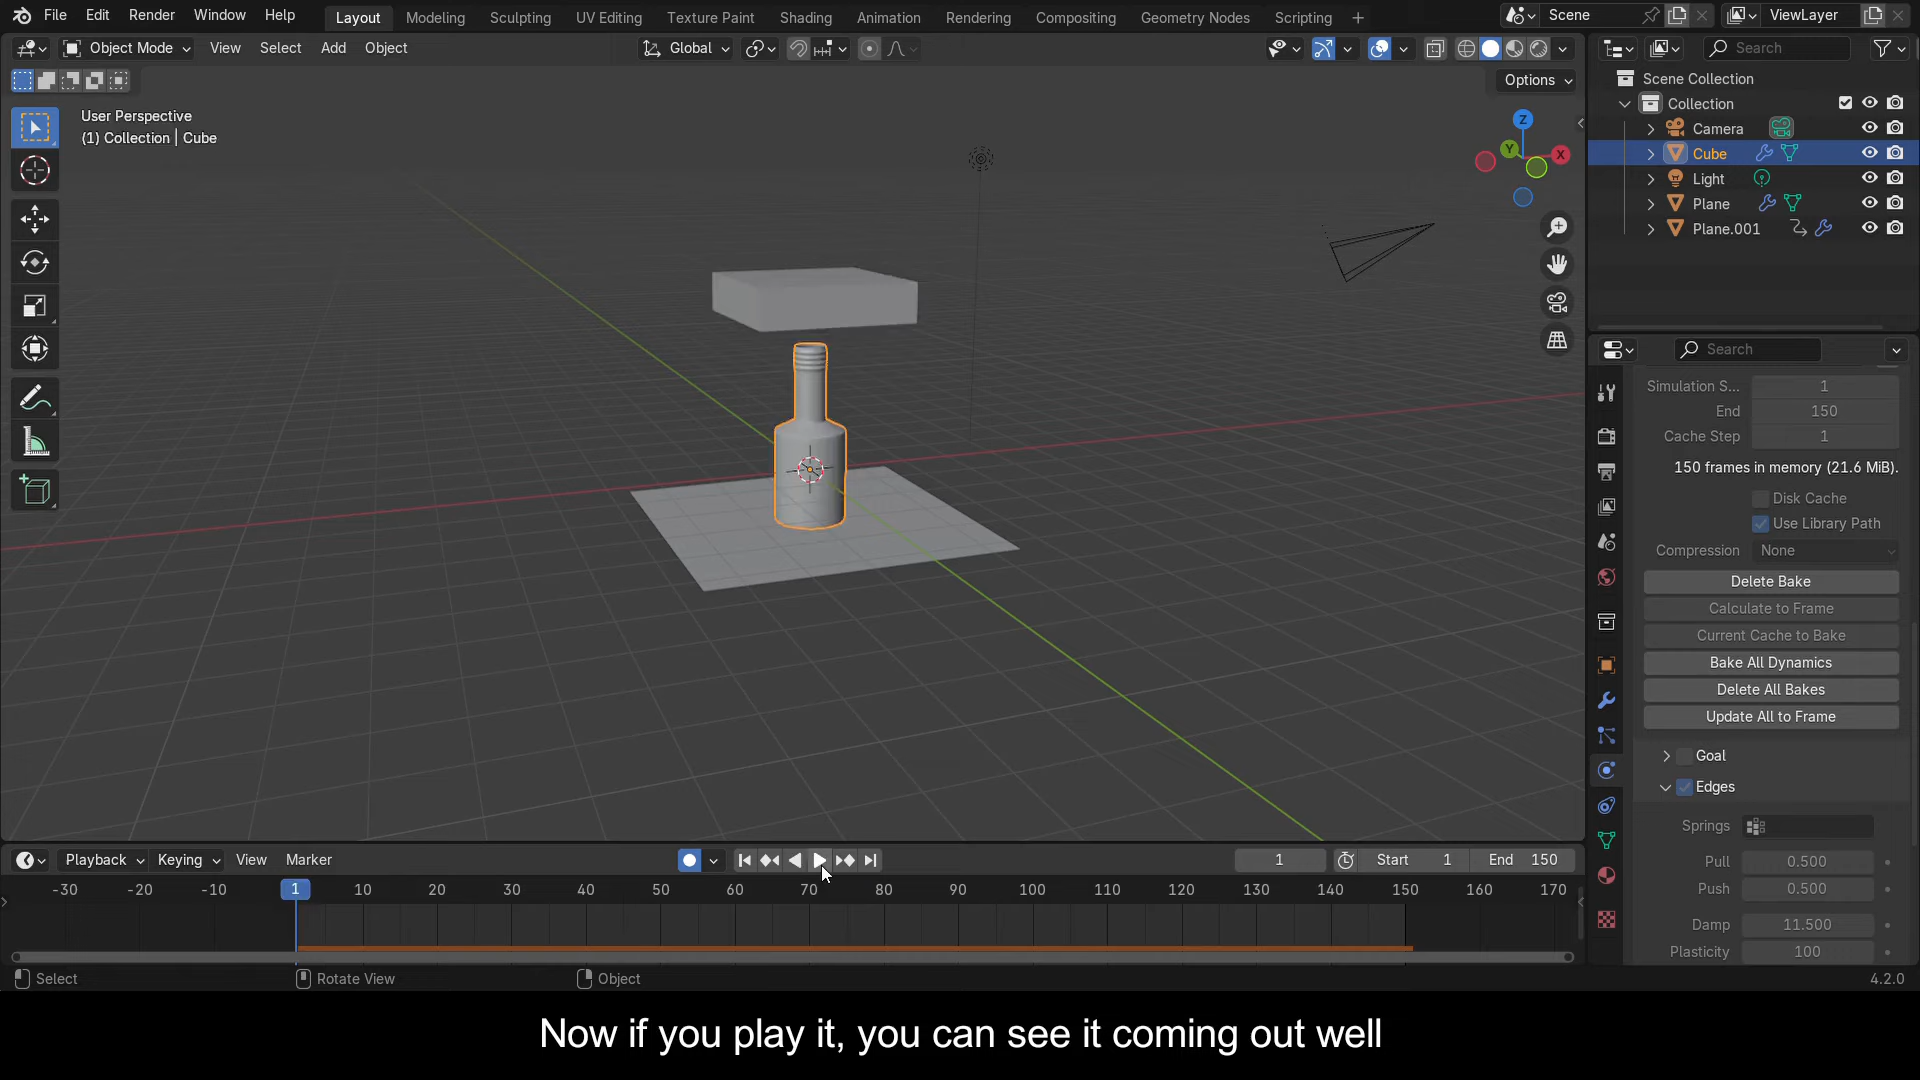 File Edit Render Window Help Layout Modeling Sculpting UV Editing Texture Paint Shading Animation Rendering Compositing Geometry Nodes Scripting + Scene ViewLayer
Object Mode View Select Add Object Global Search
Options
User Perspective
(1) Collection | Cube
Z
Y
X
Scene Collection
Collection
Camera
Cube
Light
Plane
Plane.001
Search
Simulation S... 1
End 150
Cache Step 1
150 frames in memory (21.6 MiB).
Disk Cache
Use Library Path
Compression None
Delete Bake
Calculate to Frame
Current Cache to Bake
Bake All Dynamics
Delete All Bakes
Update All to Frame
Goal
Edges
Springs
Pull 0.500
Push 0.500
Damp 11.500
Plasticity 100
Playback Keying View Marker 1 Start 1 End 150
-30 -20 -10 1 10 20 30 40 50 60 70 80 90 100 110 120 130 140 150 160 170
Select Rotate View Object 4.2.0
Now if you play it, you can see it coming out well